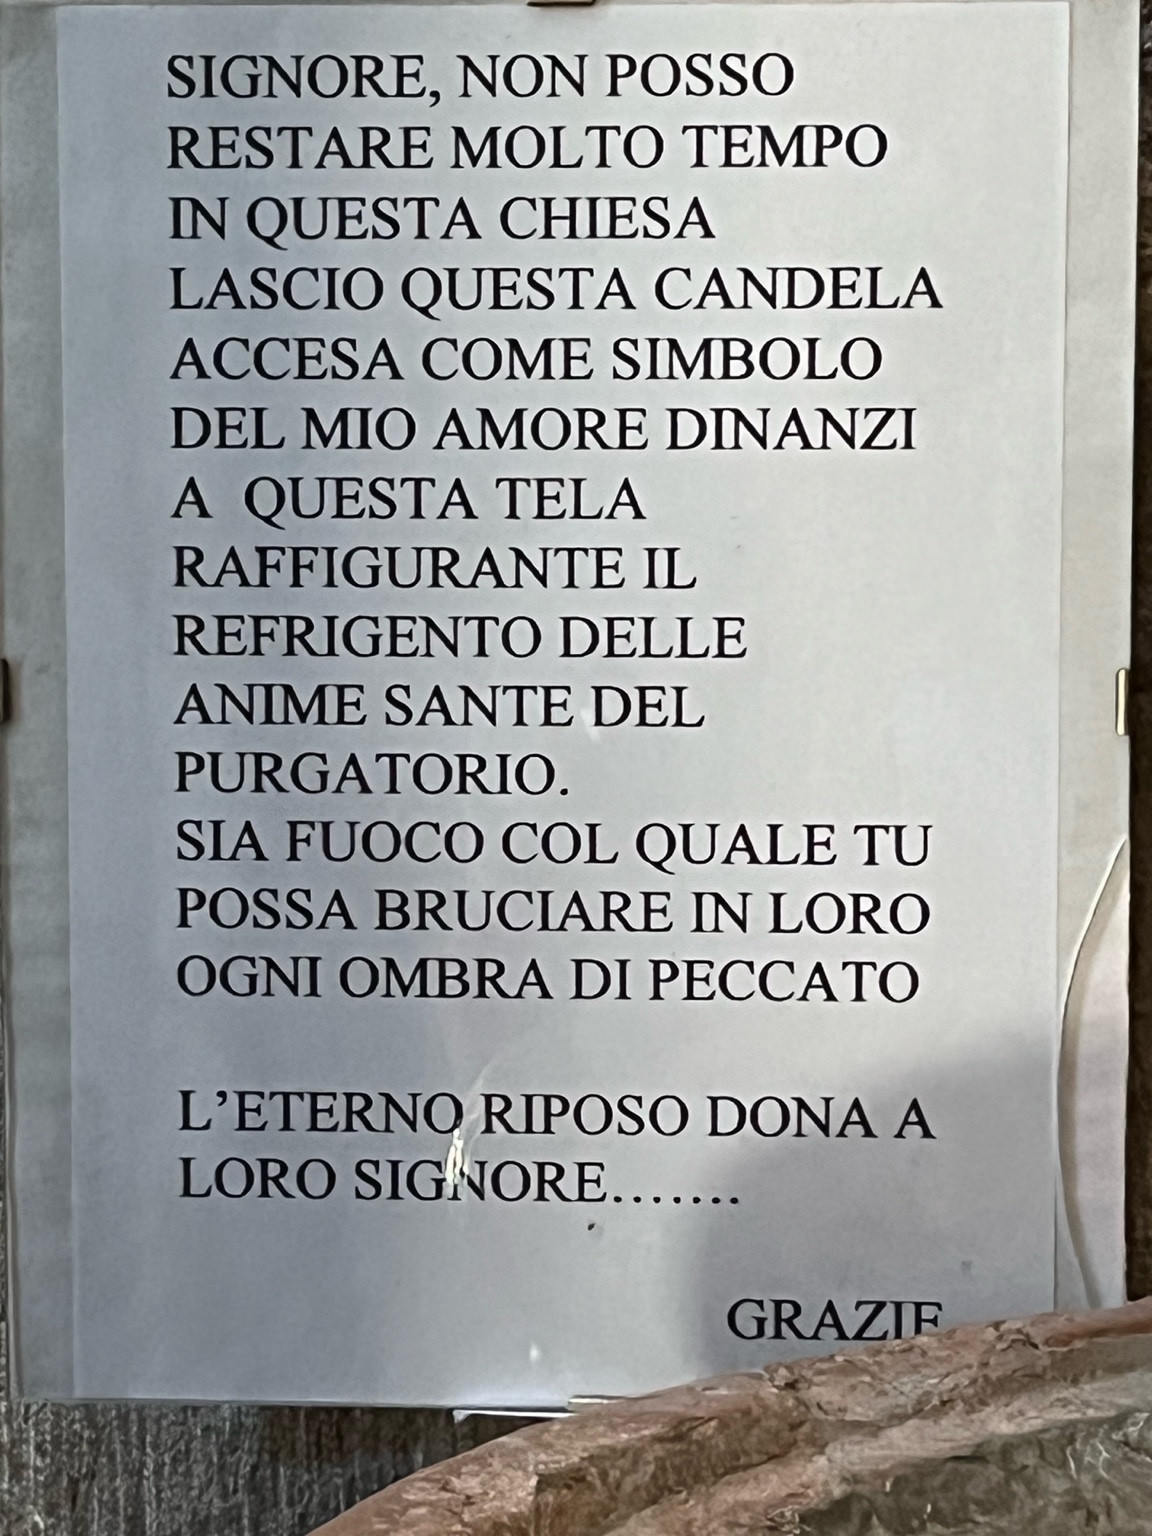 SIGNORE, NON POSSO
RESTARE MOLTO TEMPO
IN QUESTA CHIESA
LASCIO QUESTA CANDELA
ACCESA COME SIMBOLO
DEL MIO AMORE DINANZI
A  QUESTA TELA
RAFFIGURANTE IL
REFRIGENTO DELLE
ANIME SANTE DEL
PURGATORIO.
SIA FUOCO COL QUALE TU
POSSA BRUCIARE IN LORO
OGNI OMBRA DI PECCATO
L’ETERNO RIPOSO DONA A
LORO SIGNORE.......
GRAZIE